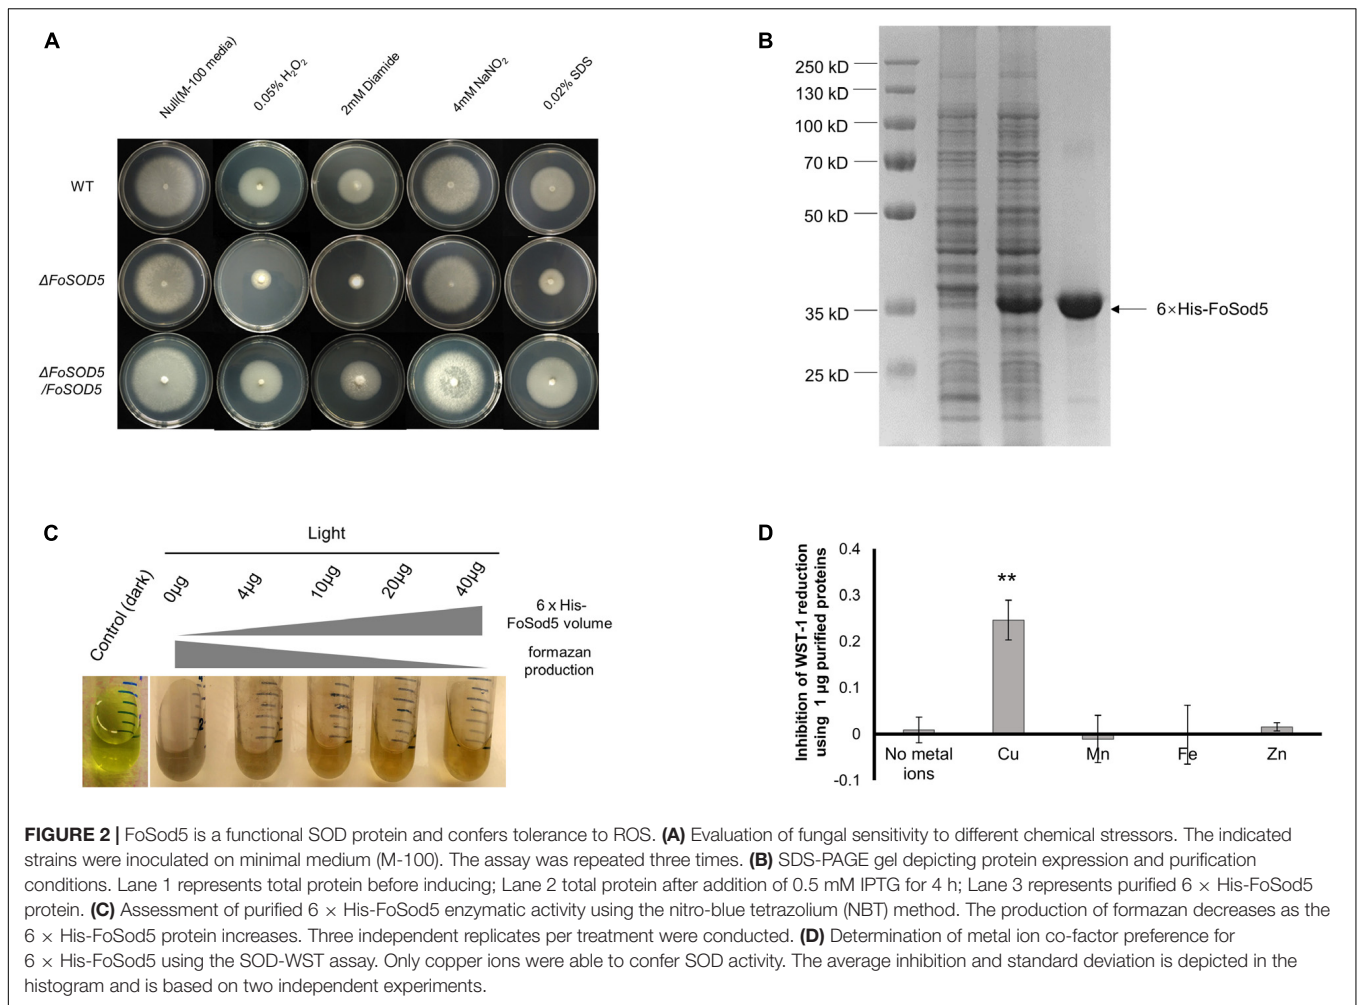 A
Null(M-100 media)
0.05% H₂O₂
2mM Diamide
4mM NaNO₂
0.02% SDS
WT
ΔFoSOD5
ΔFoSOD5
/FoSOD5
B
250 kD
130 kD
100 kD
70 kD
50 kD
35 kD
25 kD
6×His-FoSod5
C
Light
Control (dark)
0μg
4μg
10μg
20μg
40μg
6 x His-
FoSod5 volume
formazan
production
D
Inhibition of WST-1 reduction
using 1 μg purified proteins
0.4
0.3
0.2
0.1
0
-0.1
**
No metal
ions
Cu
Mn
Fe
Zn
FIGURE 2 | FoSod5 is a functional SOD protein and confers tolerance to ROS. (A) Evaluation of fungal sensitivity to different chemical stressors. The indicated
strains were inoculated on minimal medium (M-100). The assay was repeated three times. (B) SDS-PAGE gel depicting protein expression and purification
conditions. Lane 1 represents total protein before inducing; Lane 2 total protein after addition of 0.5 mM IPTG for 4 h; Lane 3 represents purified 6 × His-FoSod5
protein. (C) Assessment of purified 6 × His-FoSod5 enzymatic activity using the nitro-blue tetrazolium (NBT) method. The production of formazan decreases as the
6 × His-FoSod5 protein increases. Three independent replicates per treatment were conducted. (D) Determination of metal ion co-factor preference for
6 × His-FoSod5 using the SOD-WST assay. Only copper ions were able to confer SOD activity. The average inhibition and standard deviation is depicted in the
histogram and is based on two independent experiments.